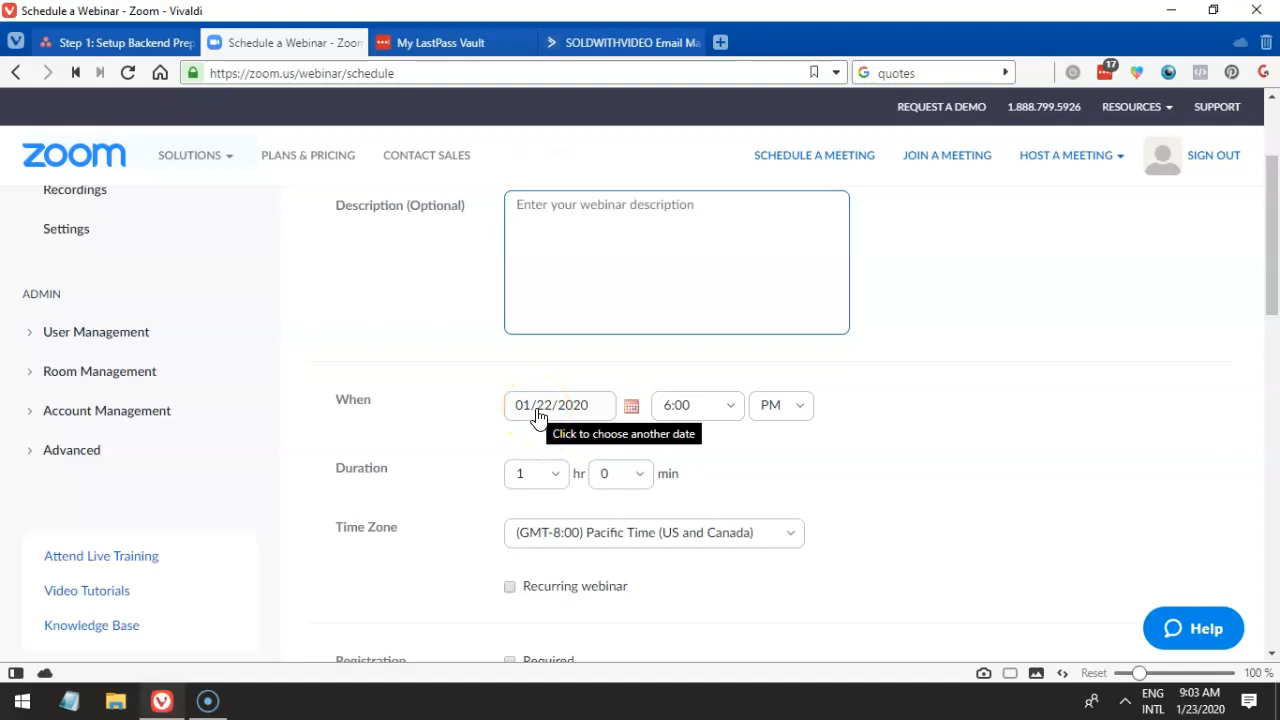 Schedule a Webinar - Zoom - Vivaldi
Step 1: Setup Backend Prep
Schedule a Webinar - Zoom
My LastPass Vault
SOLDWITHVIDEO Email Ma
https://zoom.us/webinar/schedule
quotes
17
REQUEST A DEMO 1.888.799.5926 RESOURCES SUPPORT
zoom SOLUTIONS PLANS & PRICING CONTACT SALES SCHEDULE A MEETING JOIN A MEETING HOST A MEETING SIGN OUT
Recordings
Settings
ADMIN
User Management
Room Management
Account Management
Advanced
Attend Live Training
Video Tutorials
Knowledge Base
Description (Optional) Enter your webinar description
When 01/22/2020 6:00 PM
Click to choose another date
Duration 1 hr 0 min
Time Zone (GMT-8:00) Pacific Time (US and Canada)
Recurring webinar
Registration Required
Help
Reset 100 %
ENG 9:03 AM
INTL 1/23/2020